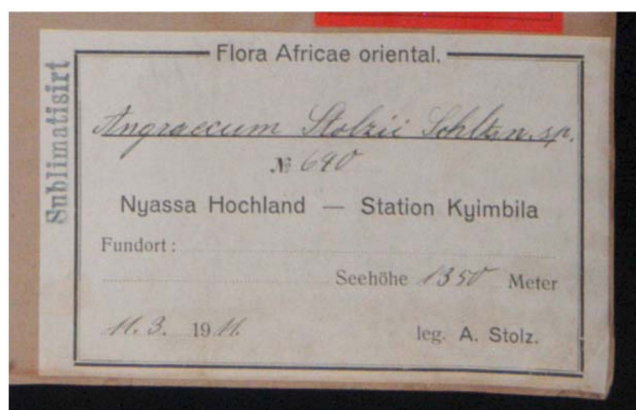 Flora Africae oriental.
Angraecum Stolzii Schltr. n. sp.
№ 690
Nyassa Hochland — Station Kyimbila
Fundort :
Seehöhe 1350 Meter
11. 3. 1911.
leg. A. Stolz.
Sublimatisirt